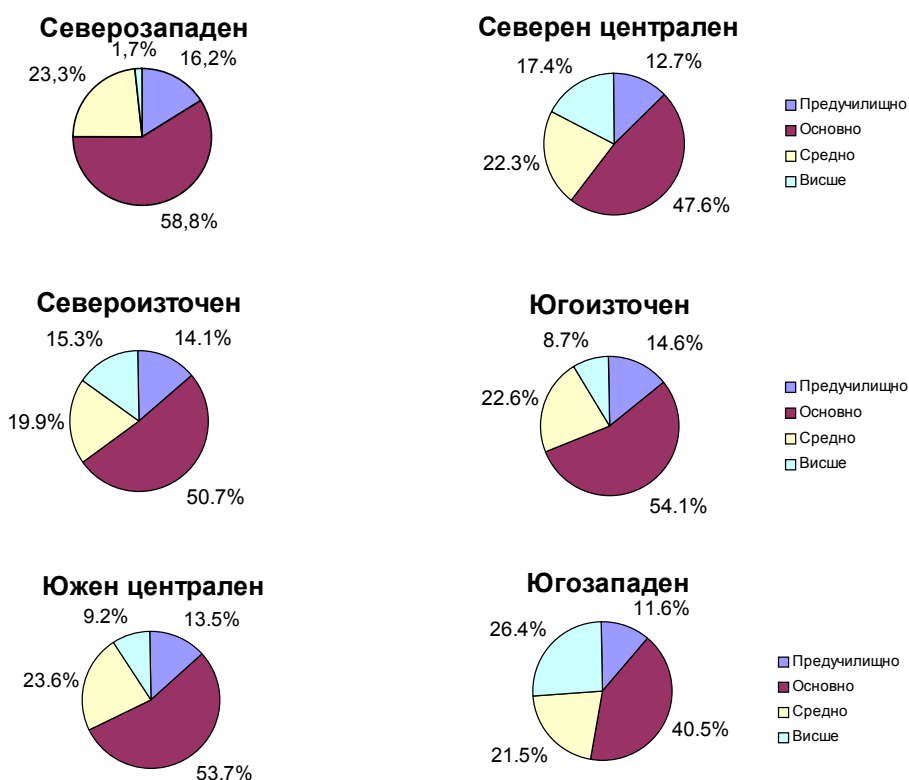 Северозападен
1,7%
16,2%
23,3%
58,8%
Северен централен
17.4%
12.7%
22.3%
47.6%
Предучилищно
Основно
Средно
Висше
Североизточен
15.3%
14.1%
19.9%
50.7%
Югоизточен
8.7%
14.6%
22.6%
54.1%
Предучилищно
Основно
Средно
Висше
Южен централен
9.2%
13.5%
23.6%
53.7%
Югозападен
11.6%
26.4%
40.5%
21.5%
Предучилищно
Основно
Средно
Висше